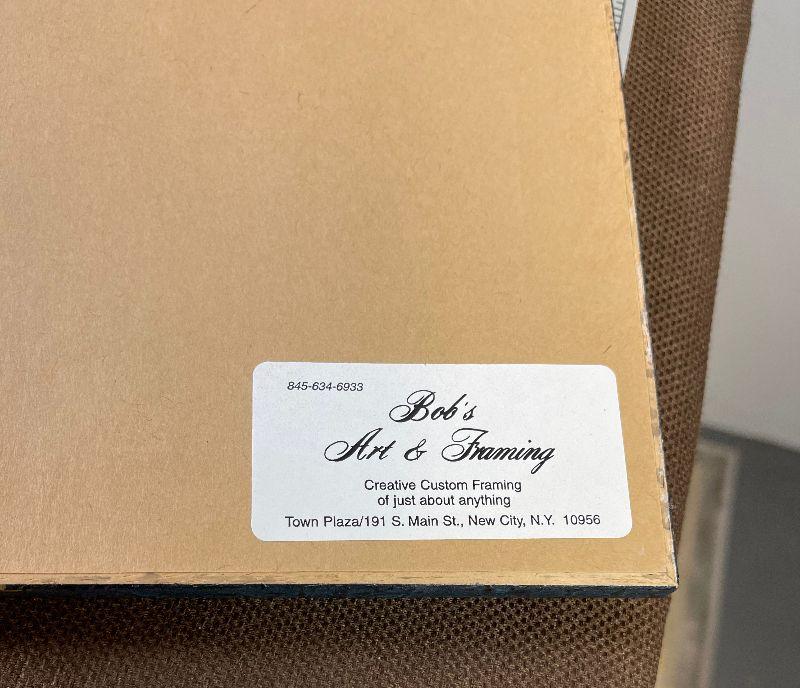 845-634-6933
Bob's
Art & Framing
Creative Custom Framing
of just about anything
Town Plaza/191 S. Main St., New City, N.Y. 10956